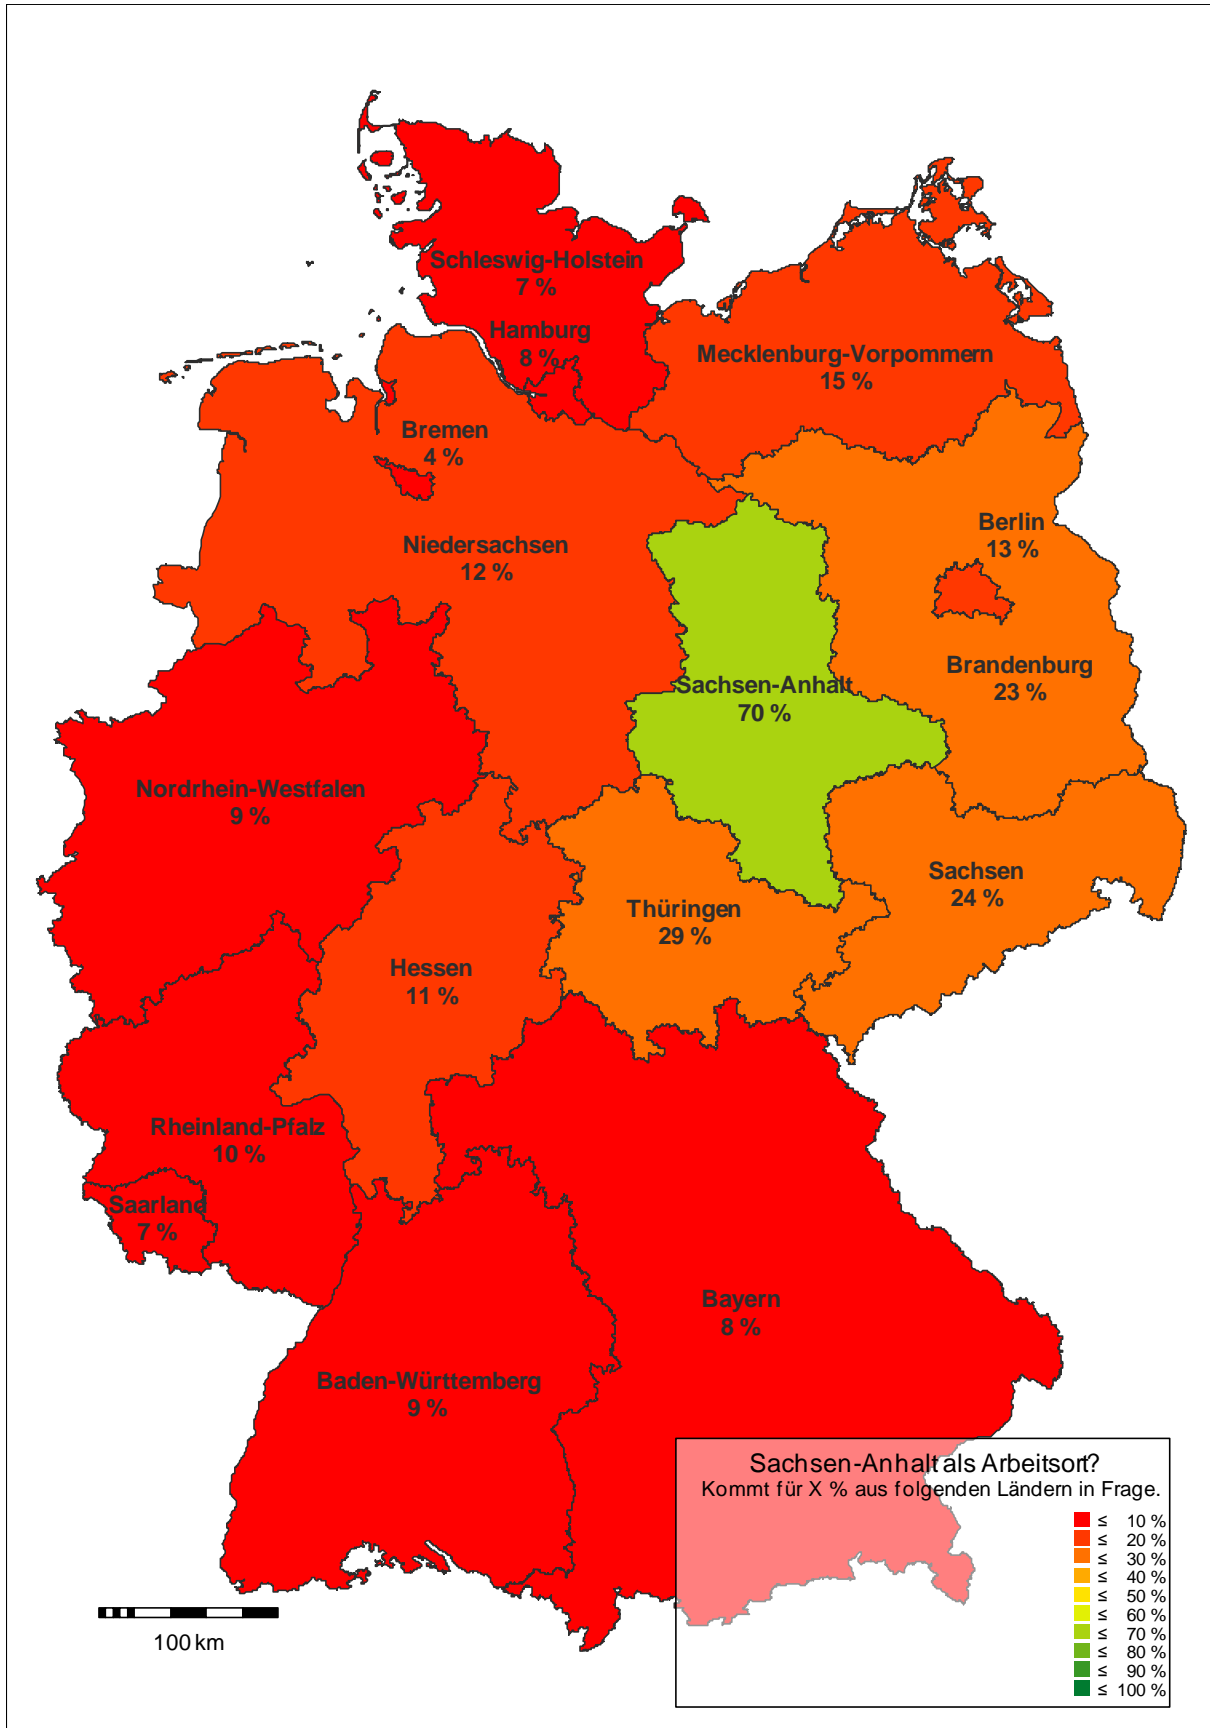 Schleswig-Holstein
7 %
Hamburg
8 %
Mecklenburg-Vorpommern
15 %
Bremen
4 %
Berlin
13 %
Niedersachsen
12 %
Brandenburg
23 %
Sachsen-Anhalt
70 %
Nordrhein-Westfalen
9 %
Sachsen
24 %
Thüringen
29 %
Hessen
11 %
Rheinland-Pfalz
10 %
Saarland
7 %
Bayern
8 %
Baden-Württemberg
9 %
Sachsen-Anhalt als Arbeitsort?
Kommt für X % aus folgenden Ländern in Frage.
≤ 10 %
≤ 20 %
≤ 30 %
≤ 40 %
≤ 50 %
≤ 60 %
≤ 70 %
≤ 80 %
≤ 90 %
≤ 100 %
100 km